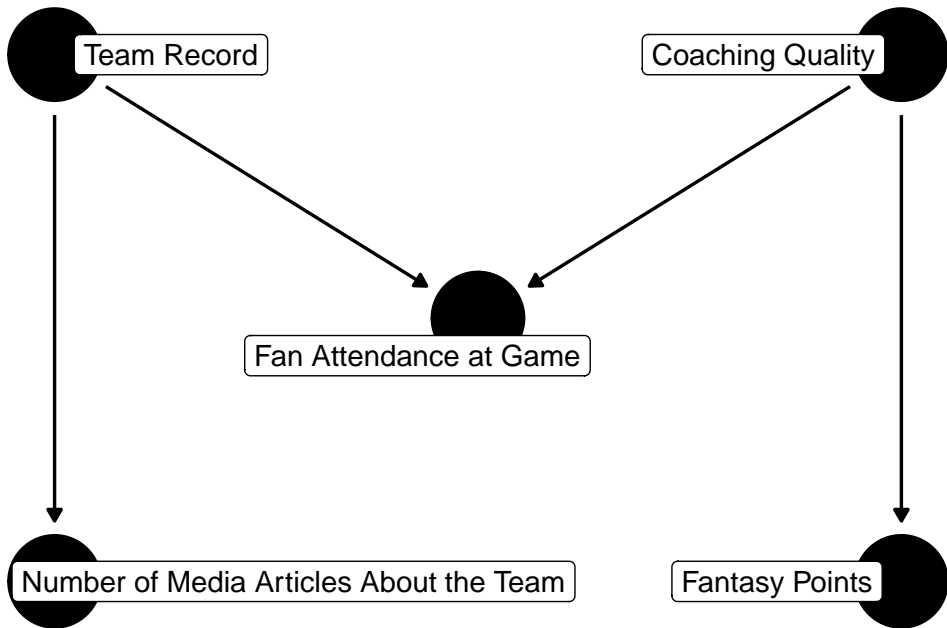 Team Record
Coaching Quality
Fan Attendance at Game
Number of Media Articles About the Team
Fantasy Points